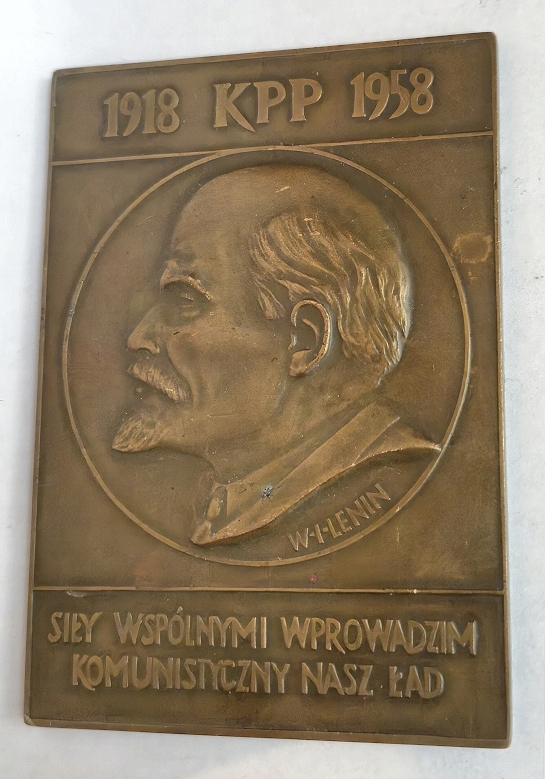 1918 KPP 1958
W·I·LENIN
SIŁY WSPÓLNYMI WPROWADZIM
KOMUNISTYCZNY NASZ ŁAD